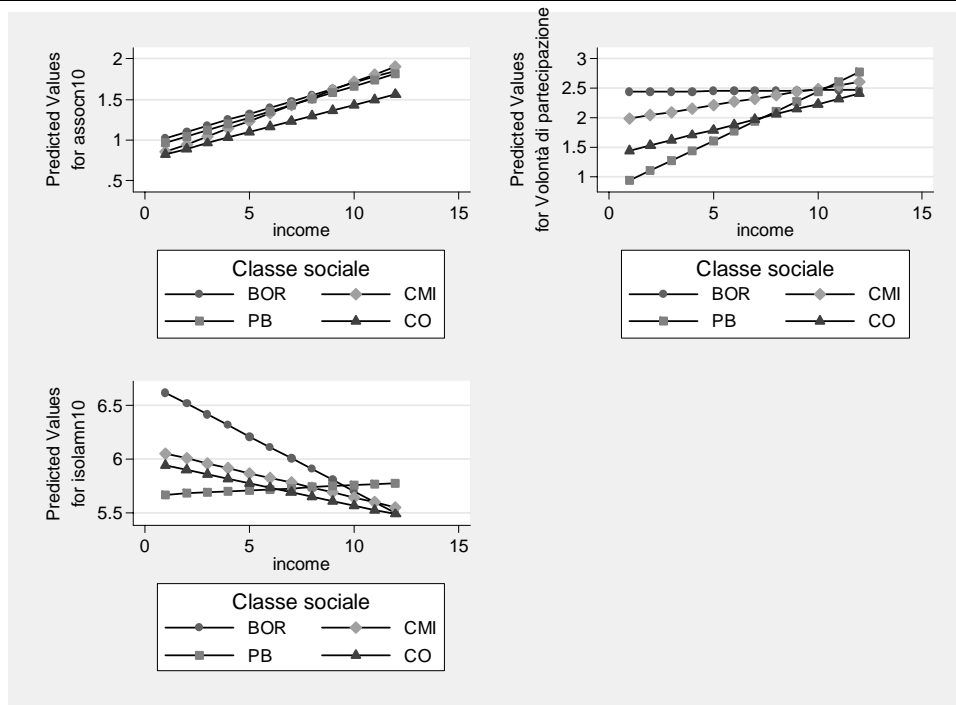 Predicted Values
for assocn10
2
1.5
1
.5
0 5 10 15
income
Classe sociale
BOR CMI
PB CO
Predicted Values
for Volontà di partecipazione
3
2.5
2
1.5
1
0 5 10 15
income
Classe sociale
BOR CMI
PB CO
Predicted Values
for isolamn10
6.5
6
5.5
0 5 10 15
income
Classe sociale
BOR CMI
PB CO